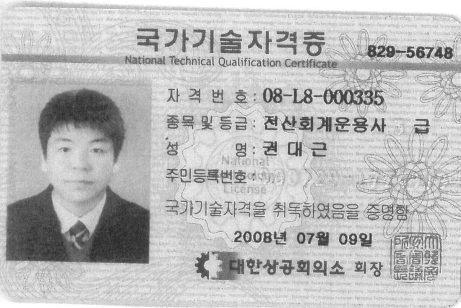 국가기술자격증
829-56748
National Technical Qualification Certificate
자 격 번 호 : 08-L8-000335
종목 및 등급 : 전산회계운용사 급
성 명 : 권대근
주민등록번호 :
National
License
국가기술자격을 취득하였음을 증명함
2008년 07월 09일
대한상공회의소 회장